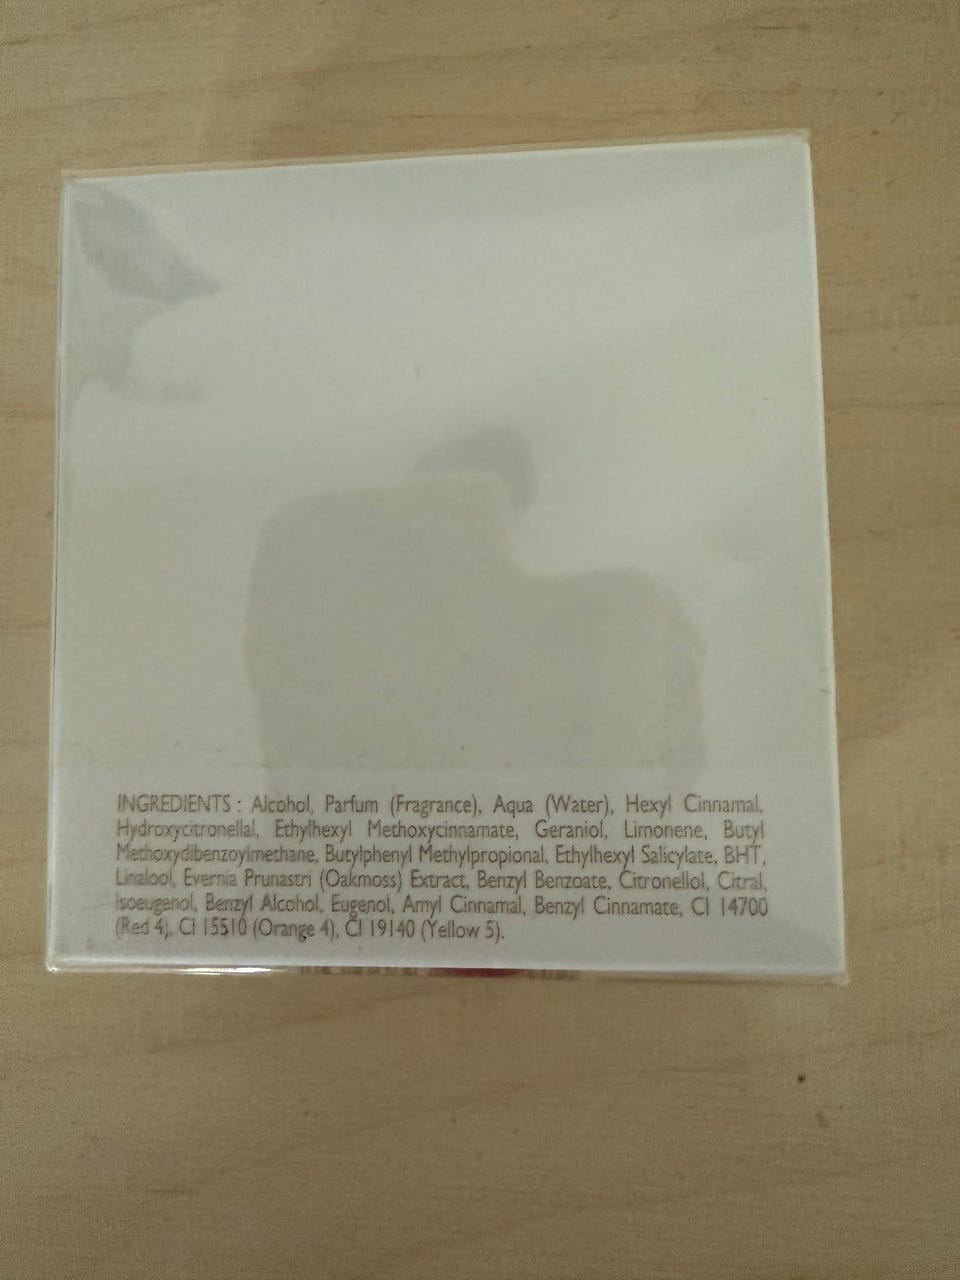 INGREDIENTS : Alcohol, Parfum (Fragrance), Aqua (Water), Hexyl Cinnamal,
Hydroxycitronellal, Ethylhexyl Methoxycinnamate, Geraniol, Limonene, Butyl
Methoxydibenzoylmethane, Butylphenyl Methylpropional, Ethylhexyl Salicylate, BHT,
Linalool, Evernia Prunastri (Oakmoss) Extract, Benzyl Benzoate, Citronellol, Citral,
Isoeugenol, Benzyl Alcohol, Eugenol, Amyl Cinnamal, Benzyl Cinnamate, CI 14700
(Red 4), CI 15510 (Orange 4), CI 19140 (Yellow 5).